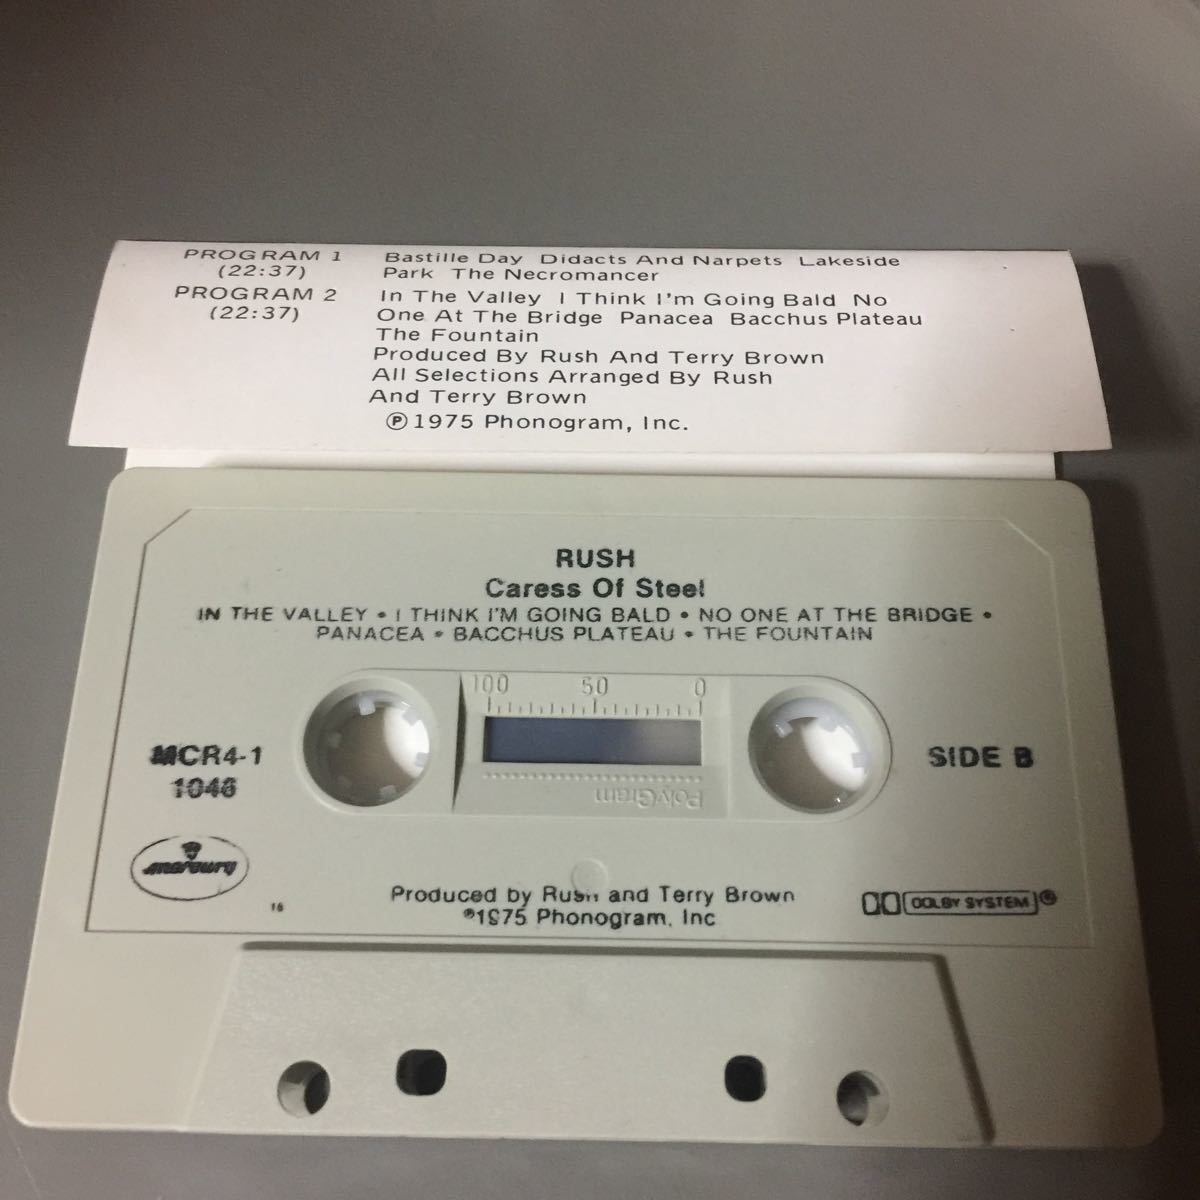 PROGRAM 1 Bastille Day Didacts And Narpets Lakeside
(22:37) Park The Necromancer
PROGRAM 2 In The Valley I Think I'm Going Bald No
(22:37) One At The Bridge Panacea Bacchus Plateau
The Fountain
Produced By Rush And Terry Brown
All Selections Arranged By Rush
And Terry Brown
℗ 1975 Phonogram, Inc.
RUSH
Caress Of Steel
IN THE VALLEY • I THINK I'M GOING BALD • NO ONE AT THE BRIDGE •
PANACEA • BACCHUS PLATEAU • THE FOUNTAIN
100 50 0
PolyGram
MCR4-1
1046
SIDE B
mercury
16
Produced by Rush and Terry Brown
℗1975 Phonogram, Inc
DOLBY SYSTEM ®